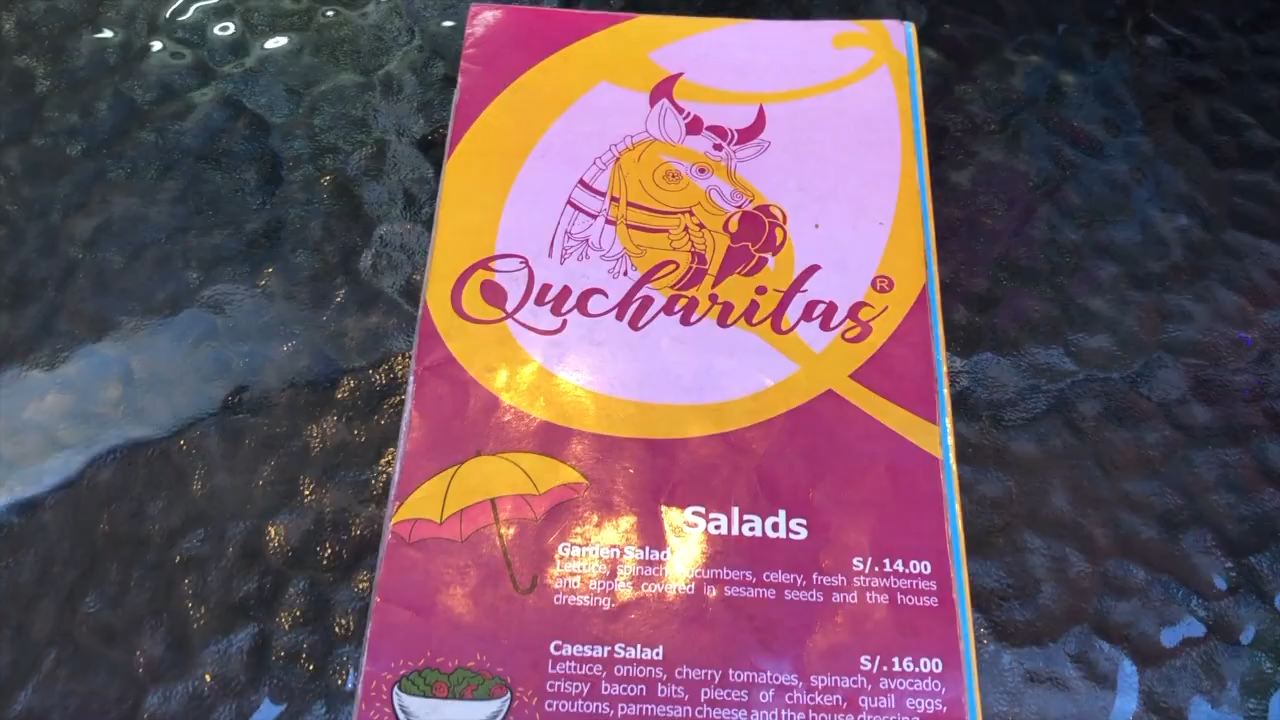 Qucharitas®
Salads
Garden Salad S/.14.00
Lettuce, spinach, cucumbers, celery, fresh strawberries
and apples covered in sesame seeds and the house
dressing.
Caesar Salad S/.16.00
Lettuce, onions, cherry tomatoes, spinach, avocado,
crispy bacon bits, pieces of chicken, quail eggs,
croutons, parmesan cheese and the house dressing